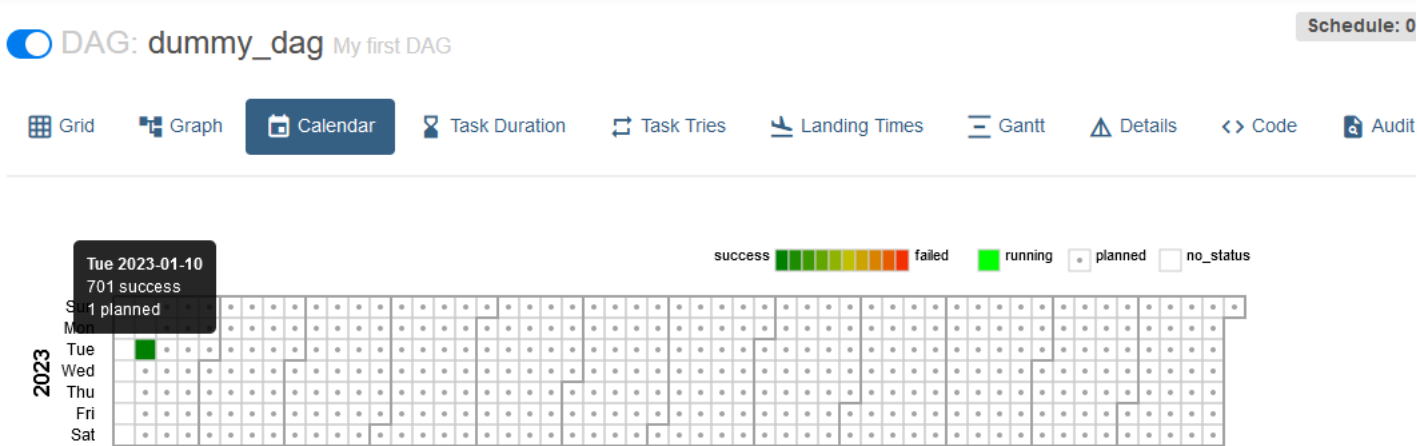 DAG: dummy_dag My first DAG
Schedule: 0
Grid
Graph
Calendar
Task Duration
Task Tries
Landing Times
Gantt
Details
Code
Audit
Tue 2023-01-10
701 success
1 planned
success
failed
running
planned
no_status
2023
Sun
Mon
Tue
Wed
Thu
Fri
Sat